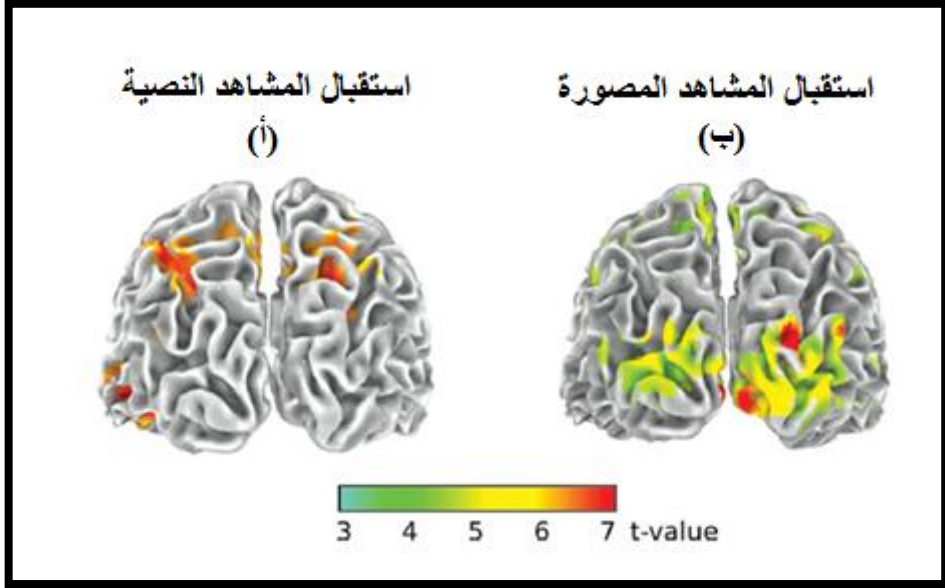 استقبال المشاهد المصورة
(ب)
استقبال المشاهد النصية
(أ)
3 4 5 6 7 t-value